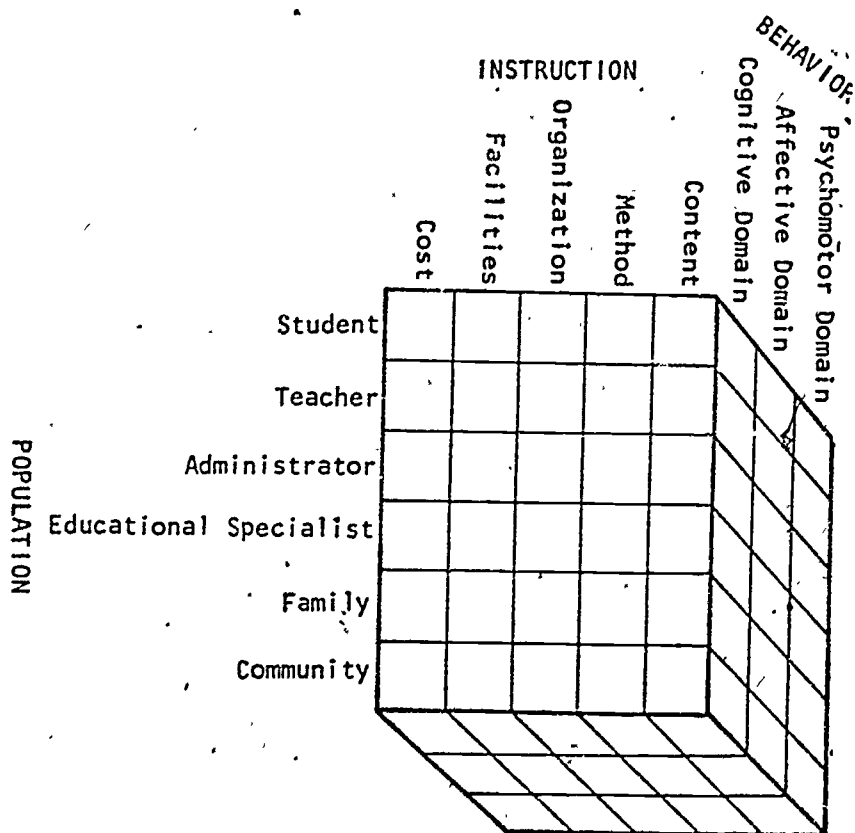 BEHAVIOR
INSTRUCTION
Cost
Facilities
Organization
Method
Content
Cognitive Domain
Affective Domain
Psychomotor Domain
POPULATION
Student
Teacher
Administrator
Educational Specialist
Family
Community